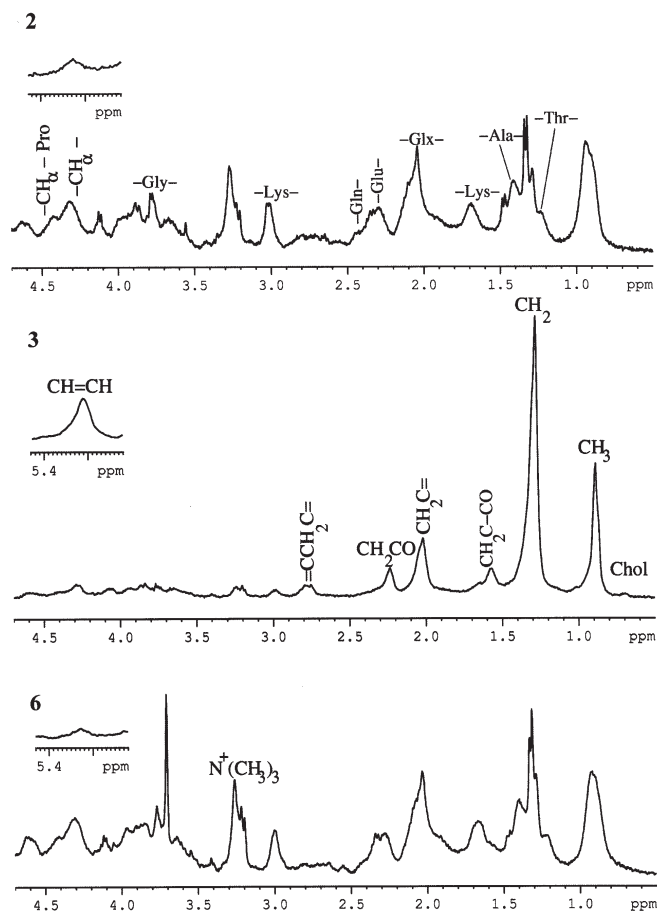 2
ppm
–CHα– Pro
–CHα–
–Gly–
–Lys–
–Gln–
–Glu–
–Glx–
–Lys–
–Ala–
–Thr–
4.5 4.0 3.5 3.0 2.5 2.0 1.5 1.0 ppm
3
CH=CH
5.4 ppm
=CCH2C=
CH2CO
CH2C=
CH2C–CO
CH2
CH3
Chol
4.5 4.0 3.5 3.0 2.5 2.0 1.5 1.0 ppm
6
5.4 ppm
N+(CH3)3
4.5 4.0 3.5 3.0 2.5 2.0 1.5 1.0 ppm